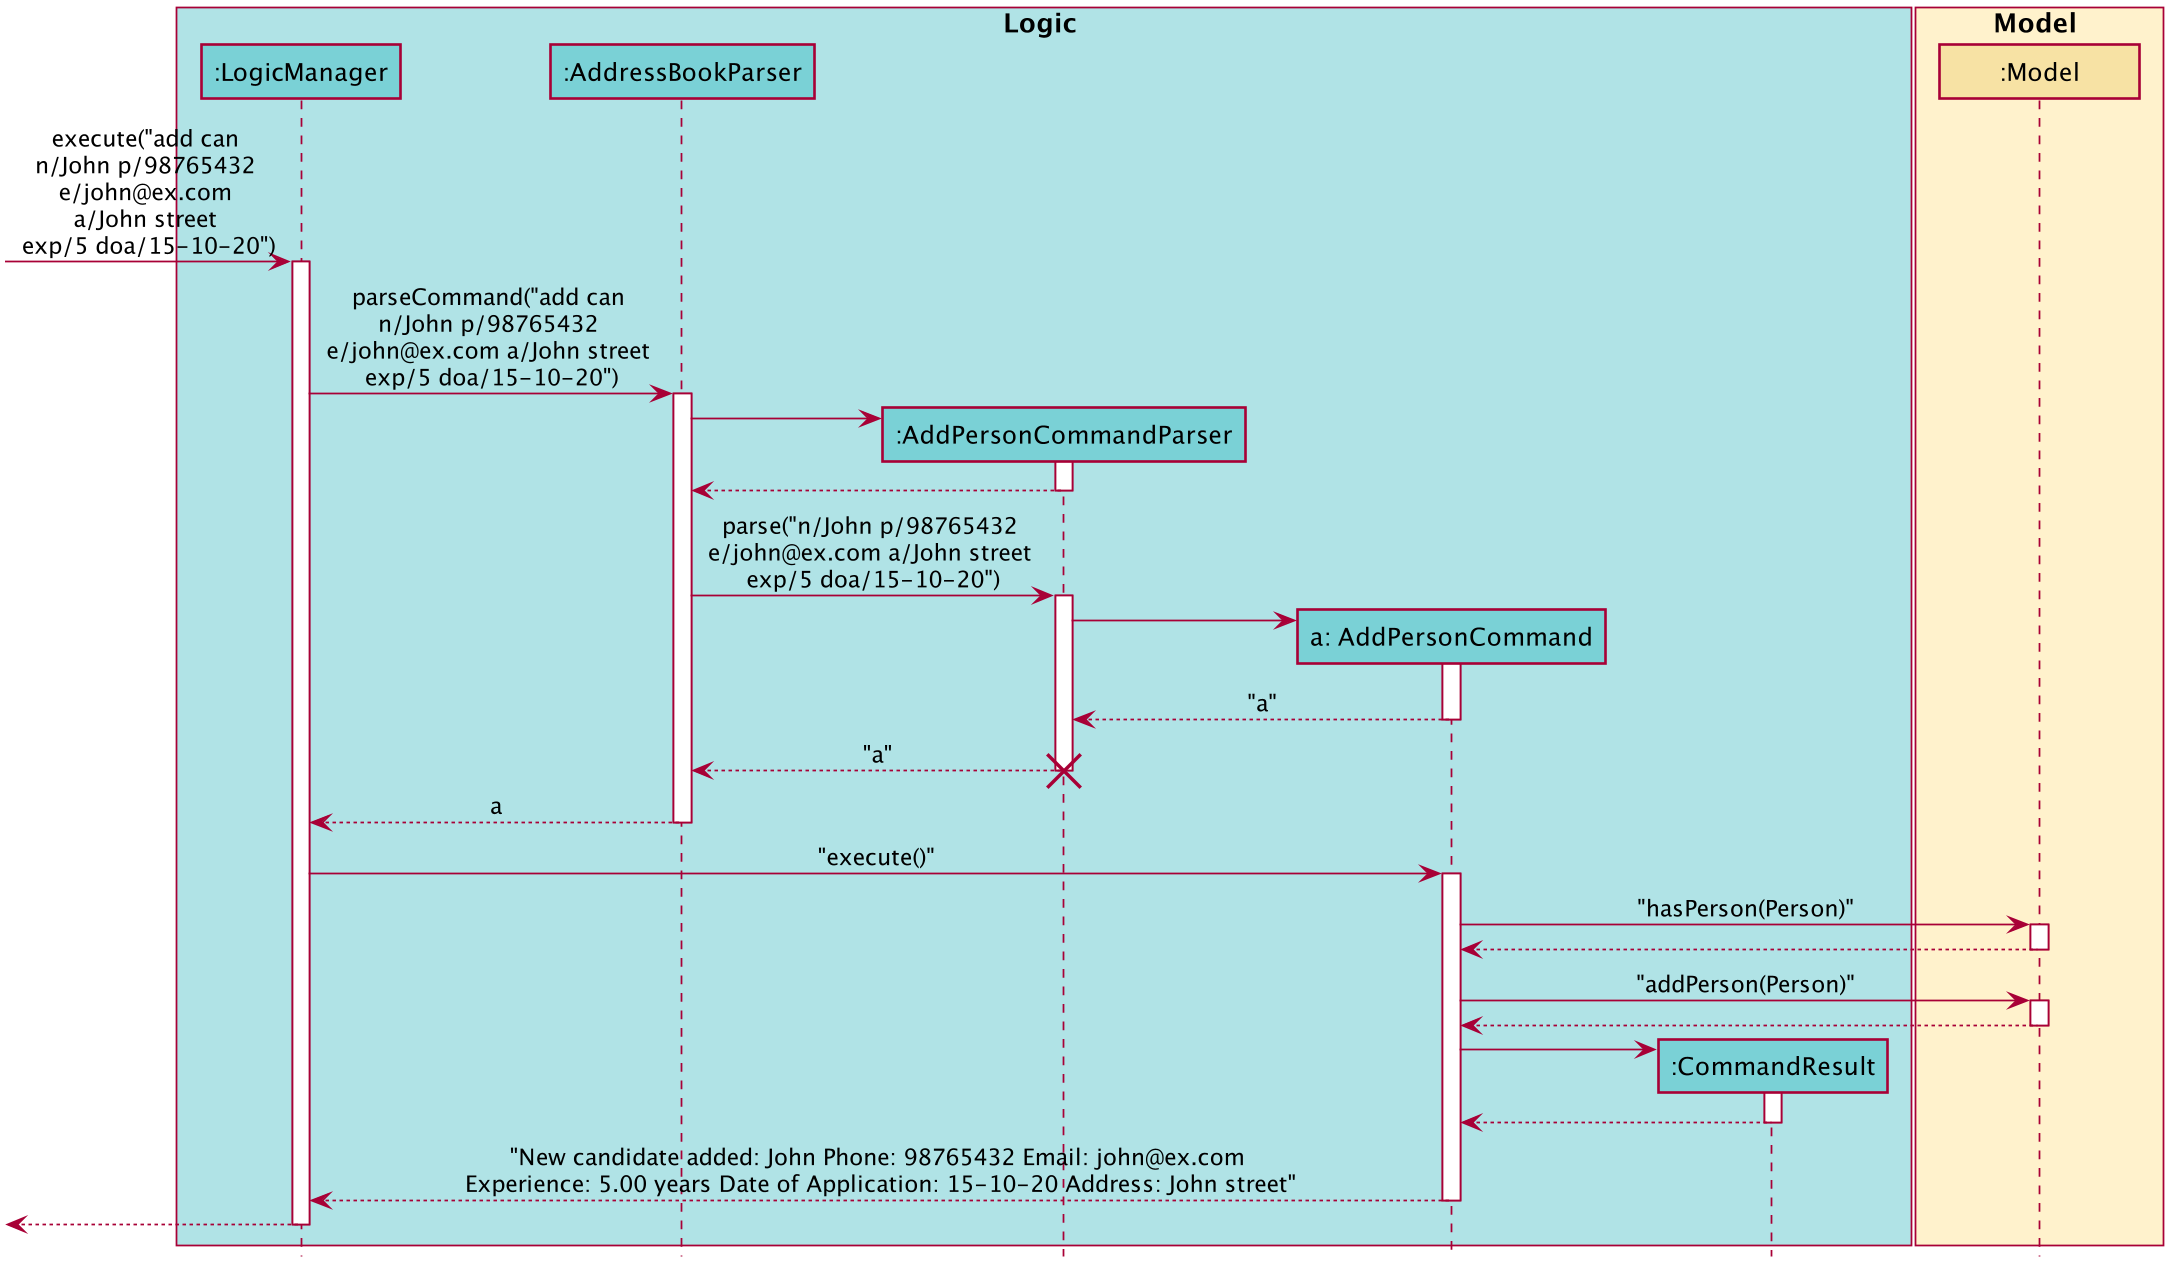 Logic
Model
:LogicManager
:AddressBookParser
:Model
execute("add can
n/John p/98765432
e/john@ex.com
a/John street
exp/5 doa/15-10-20")
parseCommand("add can
n/John p/98765432
e/john@ex.com a/John street
exp/5 doa/15-10-20")
:AddPersonCommandParser
parse("n/John p/98765432
e/john@ex.com a/John street
exp/5 doa/15-10-20")
a: AddPersonCommand
"a"
"a"
a
"execute()"
"hasPerson(Person)"
"addPerson(Person)"
:CommandResult
"New candidate added: John Phone: 98765432 Email: john@ex.com
Experience: 5.00 years Date of Application: 15-10-20 Address: John street"